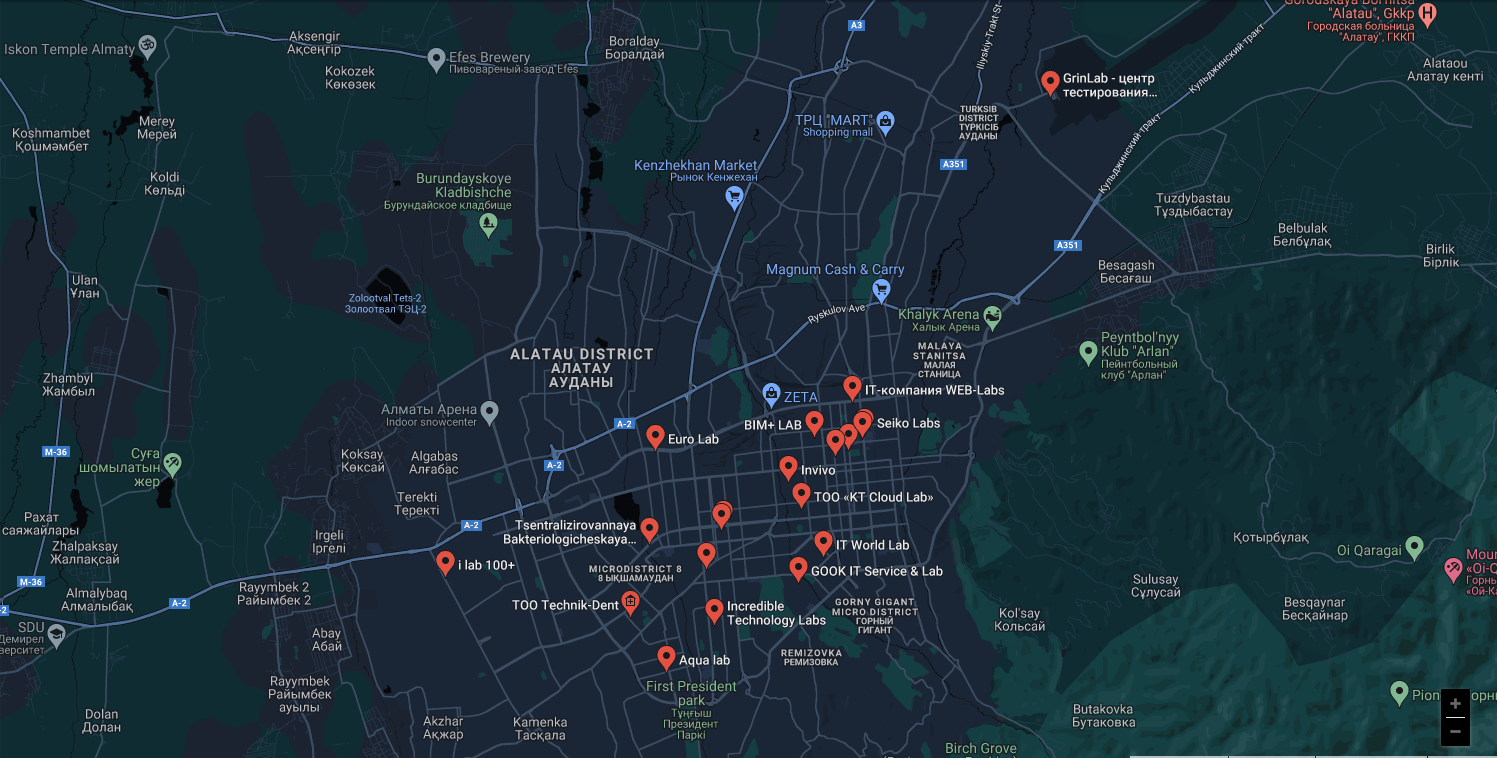 Gorodskaya Bol'nitsa
"Alatau", Gkkp
Городская больница
"Алатау", ГККП
A3
Iliyskiy Trakt St
Iskon Temple Almaty
Aksengir
Ақсеңгір
Kokozek
Көкөзек
Efes Brewery
Пивоваренный завод Efes
Boralday
Боралдай
Кульджинский тракт
Alataou
Алатау кенті
GrinLab - центр
тестирования...
TURKSIB
DISTRICT
ТҮРКСІБ
АУДАНЫ
ТРЦ "MART"
Shopping mall
Merey
Мерей
Koshmambet
Қошмәмбет
Koldi
Көльді
Kenzhekhan Market
Рынок Кенжехан
A351
Кульджинский тракт
Burundayskoye
Kladbishche
Бурундайское кладбище
Tuzdybastau
Тұздыбастау
Belbulak
Белбұлақ
Birlik
Бірлік
A351
Besagash
Бесағаш
Magnum Cash & Carry
Ulan
Ұлан
Zolootval Tets-2
Золоотвал ТЭЦ-2
Ryskulov Ave
Khalyk Arena
Халык Арена
Peyntbol'nyy
Klub "Arlan"
Пейнтбольный
клуб "Арлан"
MALAYA
STANITSA
МАЛАЯ
СТАНИЦА
ALATAU DISTRICT
АЛАТАУ
АУДАНЫ
Zhambyl
Жамбыл
IT-компания WEB-Labs
ZETA
Алматы Арена
Indoor snowcenter
A-2
BIM+ LAB
Seiko Labs
Euro Lab
M-36
Суға
шомылатын
жер
Koksay
Көксай
Algabas
Алғабас
A-2
Invivo
Terekti
Теректі
ТОО «KT Cloud Lab»
Рахат
саяжайлары
A-2
Tsentralizirovannaya
Bakteriologicheskaya...
Irgeli
Іргелі
Zhalpaksay
Жалпақсай
IT World Lab
Қотырбұлақ
Oi Qaragai
i lab 100+
MICRODISTRICT 8
8 ЫҚШАМАУДАН
GOOK IT Service & Lab
Moun
«Oi-Q
Горны
«Ой-Ка
M-36
Sulusay
Сұлусай
Almalybaq
Алмалыбақ
A-2
Rayymbek 2
Райымбек 2
-2
ТОО Technik-Dent
Incredible
Technology Labs
GORNY GIGANT
MICRO DISTRICT
ГОРНЫЙ
ГИГАНТ
Kol'say
Кольсай
Besqaynar
Бесқайнар
SDU
Демирел
верситет
Abay
Абай
REMIZOVKA
РЕМИЗОВКА
Aqua lab
Rayymbek
Райымбек
ауылы
First President
park
Тұңғыш
Президент
Паркі
Butakovka
Бутаковка
Dolan
Долан
Akzhar
Ақжар
Kamenka
Тасқала
Birch Grove